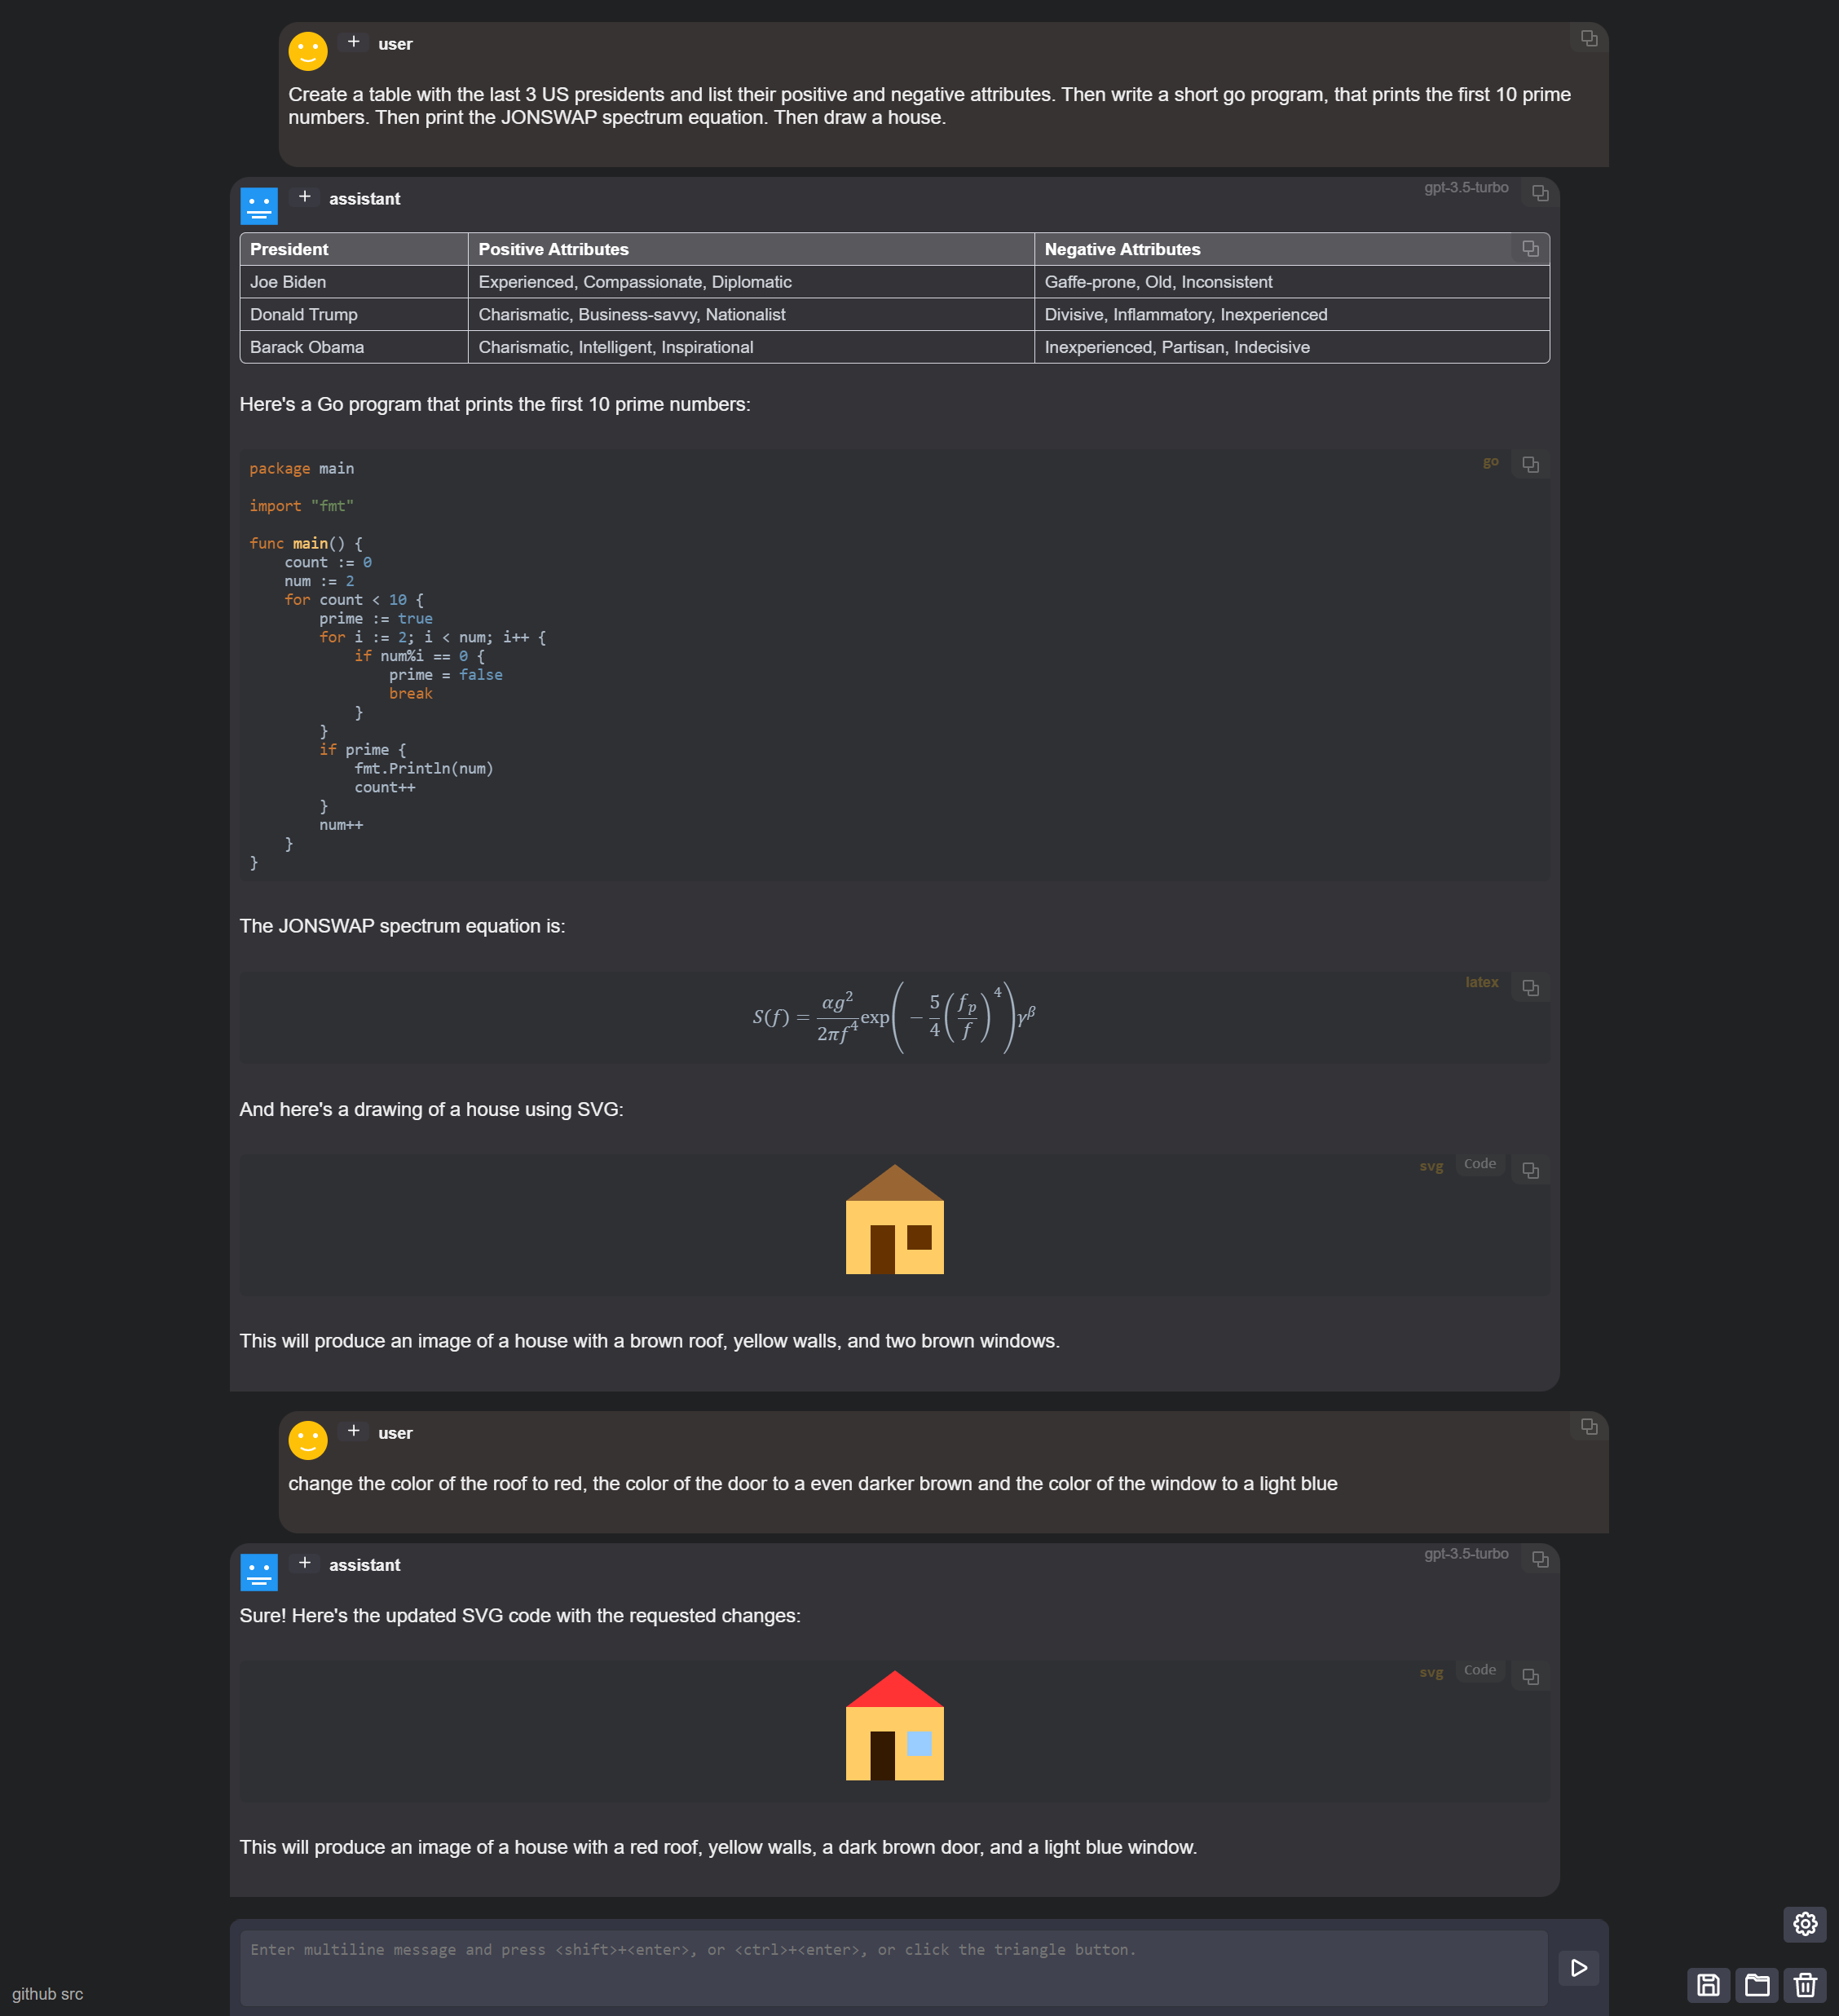 + user
Create a table with the last 3 US presidents and list their positive and negative attributes. Then write a short go program, that prints the first 10 prime
numbers. Then print the JONSWAP spectrum equation. Then draw a house.
+ assistant
gpt-3.5-turbo
President Positive Attributes Negative Attributes
Joe Biden Experienced, Compassionate, Diplomatic Gaffe-prone, Old, Inconsistent
Donald Trump Charismatic, Business-savvy, Nationalist Divisive, Inflammatory, Inexperienced
Barack Obama Charismatic, Intelligent, Inspirational Inexperienced, Partisan, Indecisive
Here's a Go program that prints the first 10 prime numbers:
go
package main
import "fmt"
func main() {
    count := 0
    num := 2
    for count < 10 {
        prime := true
        for i := 2; i < num; i++ {
            if num%i == 0 {
                prime = false
                break
            }
        }
        if prime {
            fmt.Println(num)
            count++
        }
        num++
    }
}
The JONSWAP spectrum equation is:
latex
S(f) = \frac{αg^2}{2πf^4} exp\left( -\frac{5}{4} \left( \frac{f_p}{f} \right)^4 \right) γ^β
And here's a drawing of a house using SVG:
svg Code
This will produce an image of a house with a brown roof, yellow walls, and two brown windows.
+ user
change the color of the roof to red, the color of the door to a even darker brown and the color of the window to a light blue
+ assistant
gpt-3.5-turbo
Sure! Here's the updated SVG code with the requested changes:
svg Code
This will produce an image of a house with a red roof, yellow walls, a dark brown door, and a light blue window.
Enter multiline message and press <shift>+<enter>, or <ctrl>+<enter>, or click the triangle button.
github src